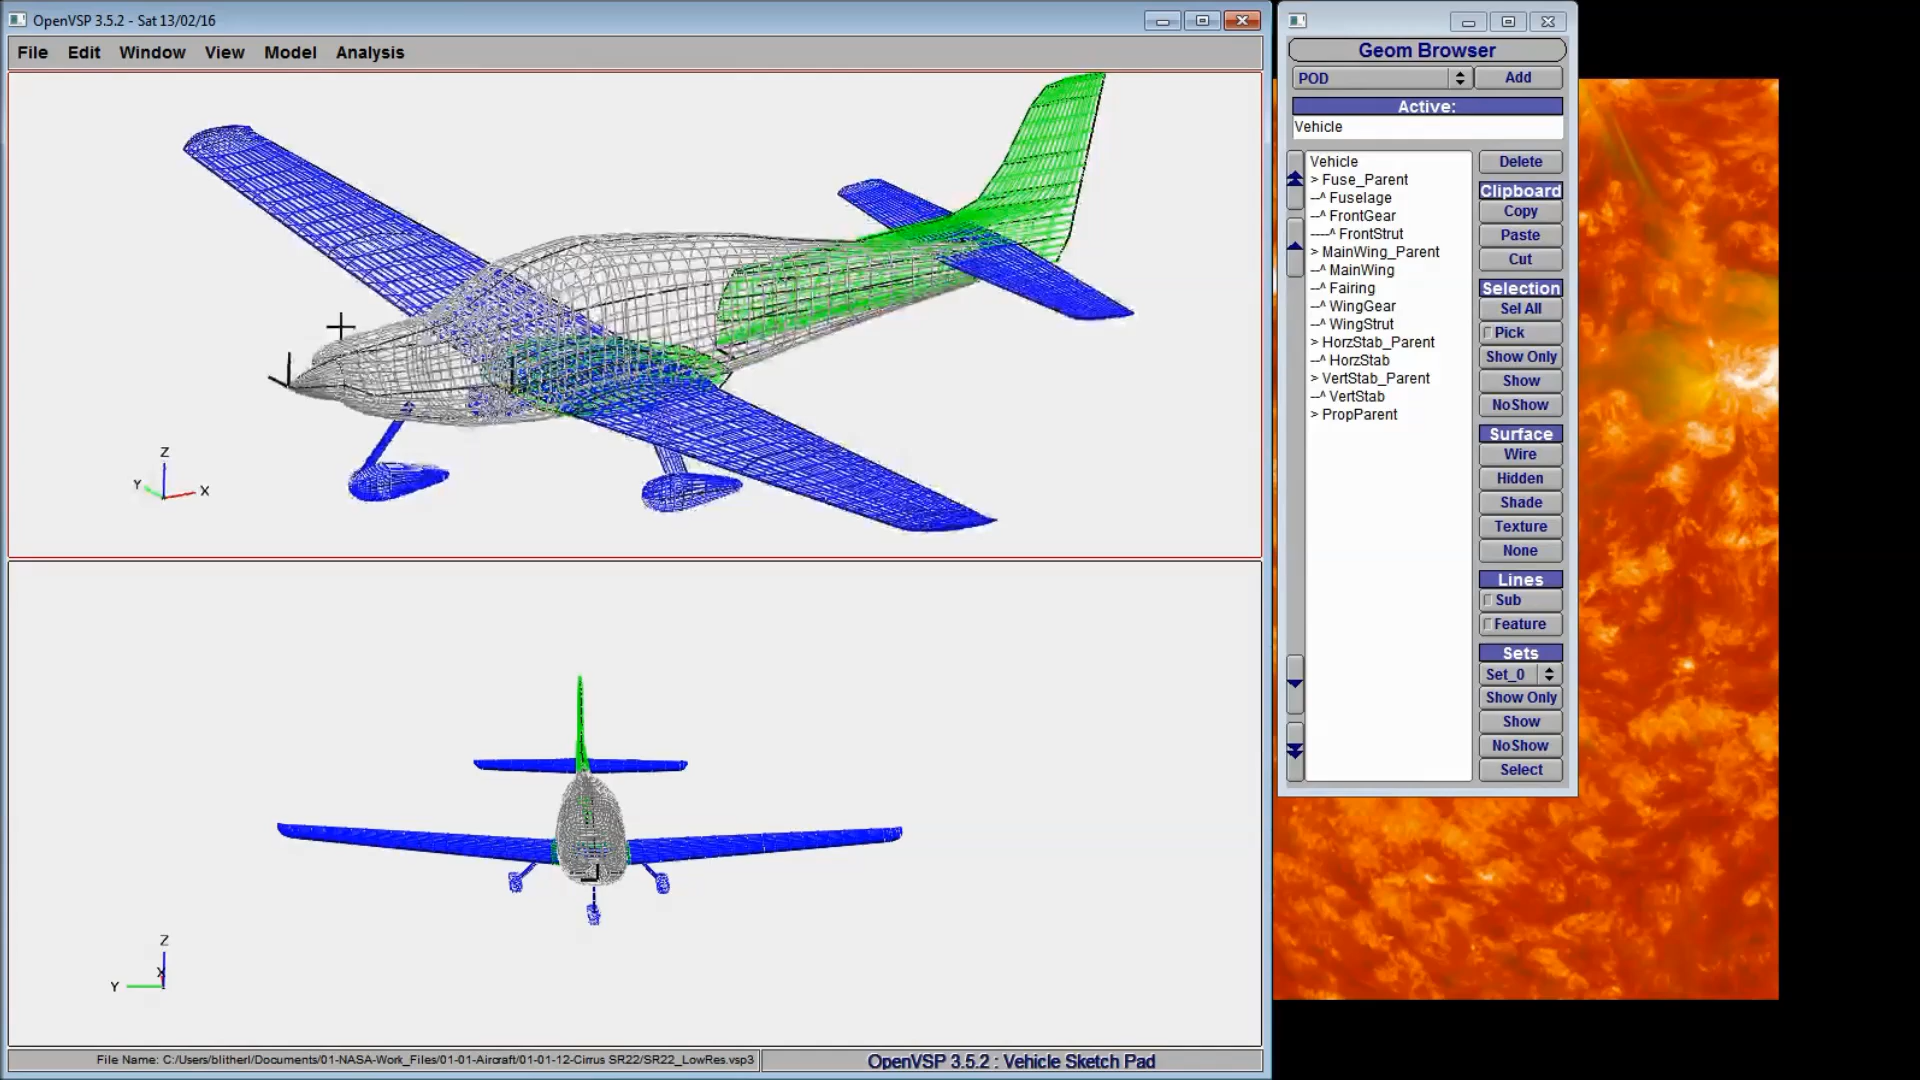 OpenVSP 3.5.2 - Sat 13/02/16
File Edit Window View Model Analysis
Z
Y
X
Z
X
Y
File Name: C:/Users/blitherl/Documents/01-NASA-Work_Files/01-01-Aircraft/01-01-12-Cirrus SR22/SR22_LowRes.vsp3
OpenVSP 3.5.2 : Vehicle Sketch Pad
Geom Browser
POD
Add
Active:
Vehicle
Vehicle
> Fuse_Parent
--^ Fuselage
--^ FrontGear
----^ FrontStrut
> MainWing_Parent
--^ MainWing
--^ Fairing
--^ WingGear
--^ WingStrut
> HorzStab_Parent
--^ HorzStab
> VertStab_Parent
--^ VertStab
> PropParent
Delete
Clipboard
Copy
Paste
Cut
Selection
Sel All
Pick
Show Only
Show
NoShow
Surface
Wire
Hidden
Shade
Texture
None
Lines
Sub
Feature
Sets
Set_0
Show Only
Show
NoShow
Select